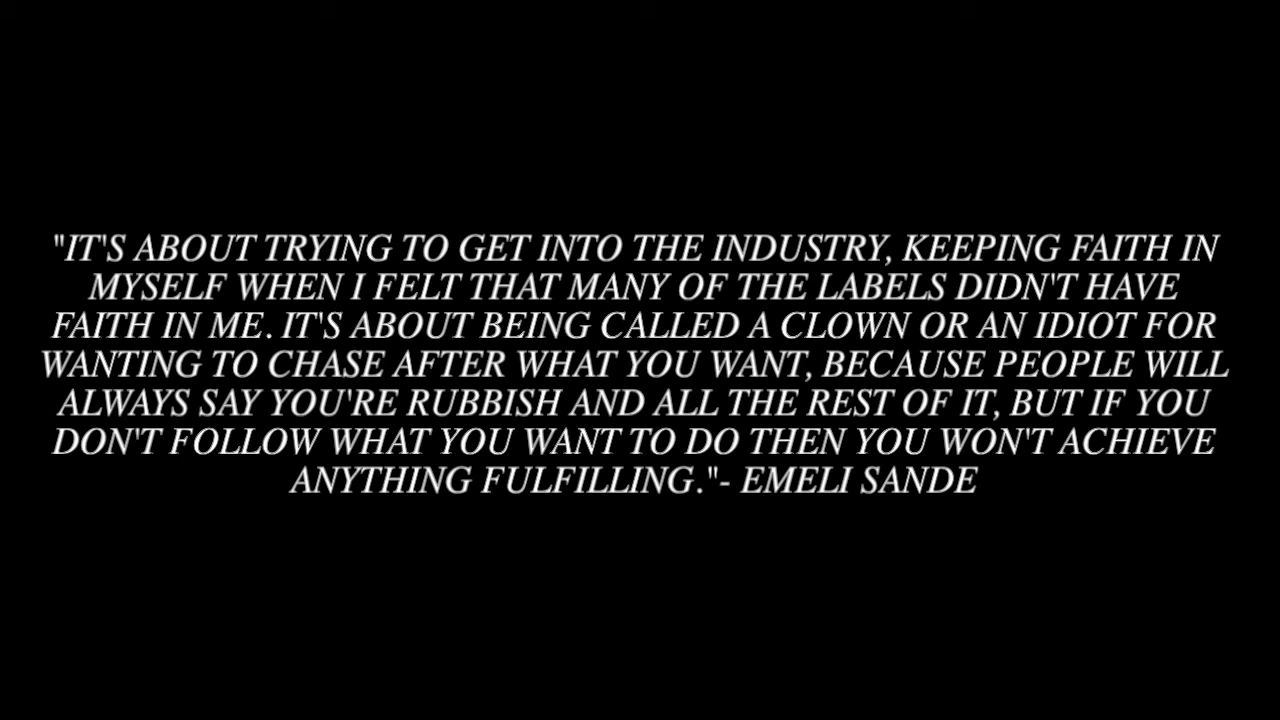 "IT'S ABOUT TRYING TO GET INTO THE INDUSTRY, KEEPING FAITH IN
MYSELF WHEN I FELT THAT MANY OF THE LABELS DIDN'T HAVE
FAITH IN ME. IT'S ABOUT BEING CALLED A CLOWN OR AN IDIOT FOR
WANTING TO CHASE AFTER WHAT YOU WANT, BECAUSE PEOPLE WILL
ALWAYS SAY YOU'RE RUBBISH AND ALL THE REST OF IT, BUT IF YOU
DON'T FOLLOW WHAT YOU WANT TO DO THEN YOU WON'T ACHIEVE
ANYTHING FULFILLING."- EMELI SANDE